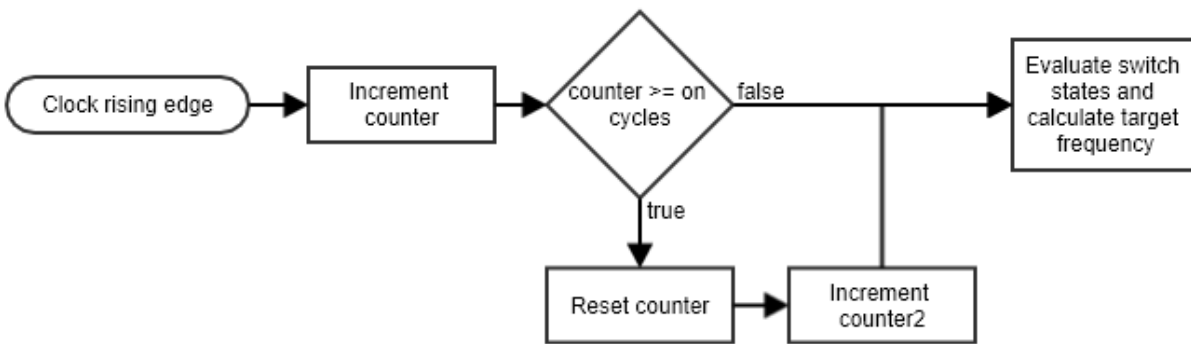 Clock rising edge
Increment
counter
counter >= on
cycles
false
Evaluate switch
states and
calculate target
frequency
true
Reset counter
Increment
counter2